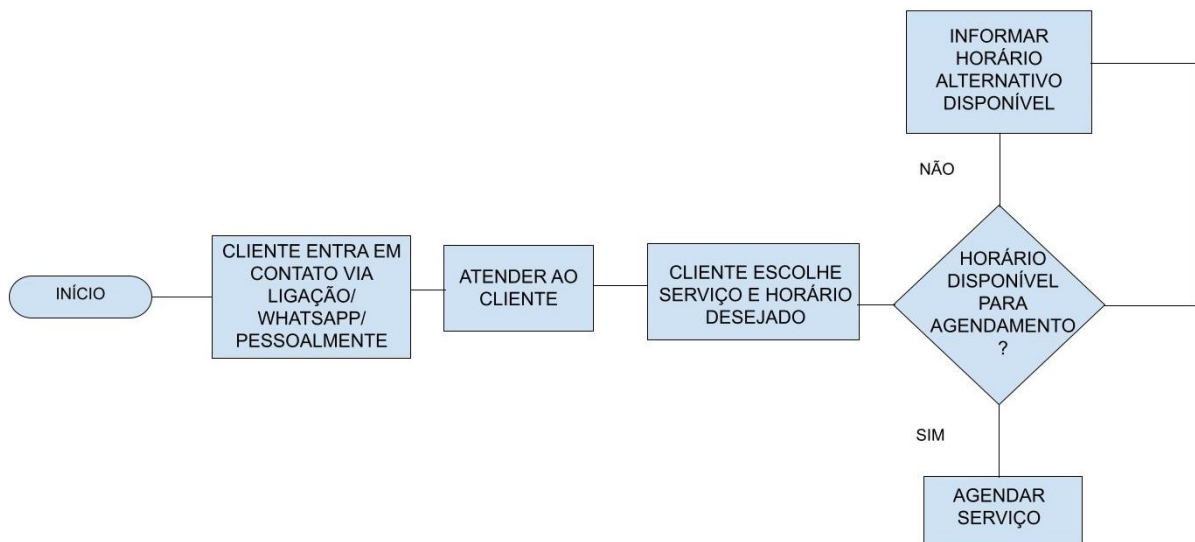 INÍCIO
CLIENTE ENTRA EM
CONTATO VIA
LIGAÇÃO/
WHATSAPP/
PESSOALMENTE
ATENDER AO
CLIENTE
CLIENTE ESCOLHE
SERVIÇO E HORÁRIO
DESEJADO
HORÁRIO
DISPONÍVEL
PARA
AGENDAMENTO
?
NÃO
INFORMAR
HORÁRIO
ALTERNATIVO
DISPONÍVEL
SIM
AGENDAR
SERVIÇO